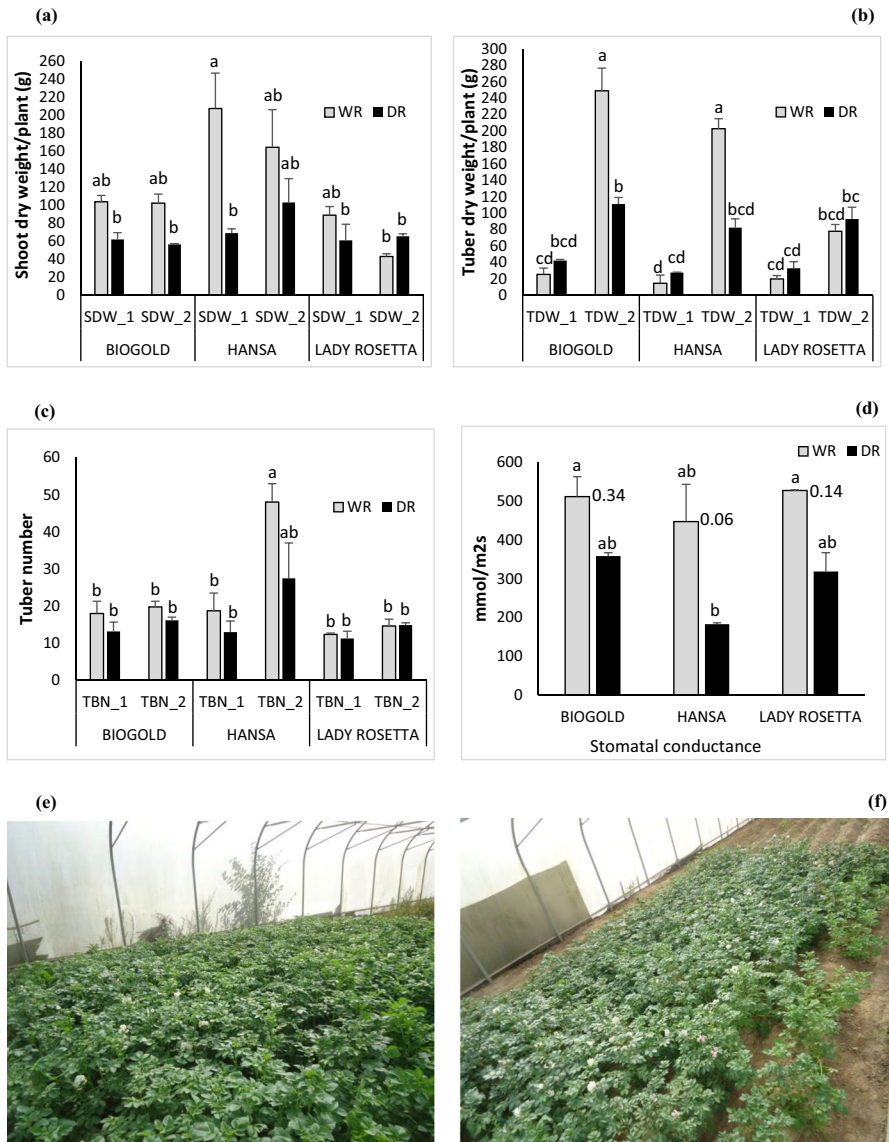 (a)
Shoot dry weight/plant (g)
260
240
220
200
180
160
140
120
100
80
60
40
20
0
WR DR
ab b ab b a b ab ab ab b b b
SDW_1 SDW_2 SDW_1 SDW_2 SDW_1 SDW_2
BIOGOLD HANSA LADY ROSETTA
(b)
Tuber dry weight/plant (g)
300
280
260
240
220
200
180
160
140
120
100
80
60
40
20
0
WR DR
cd bcd a b d cd a bcd cd cd bcd bc
TDW_1 TDW_2 TDW_1 TDW_2 TDW_1 TDW_2
BIOGOLD HANSA LADY ROSETTA
(c)
Tuber number
60
50
40
30
20
10
0
WR DR
b b b b b b a ab b b b b
TBN_1 TBN_2 TBN_1 TBN_2 TBN_1 TBN_2
BIOGOLD HANSA LADY ROSETTA
(d)
mmol/m2s
600
500
400
300
200
100
0
WR DR
a 0.34 ab ab 0.06 b a 0.14 ab
BIOGOLD HANSA LADY ROSETTA
Stomatal conductance
(e)
(f)